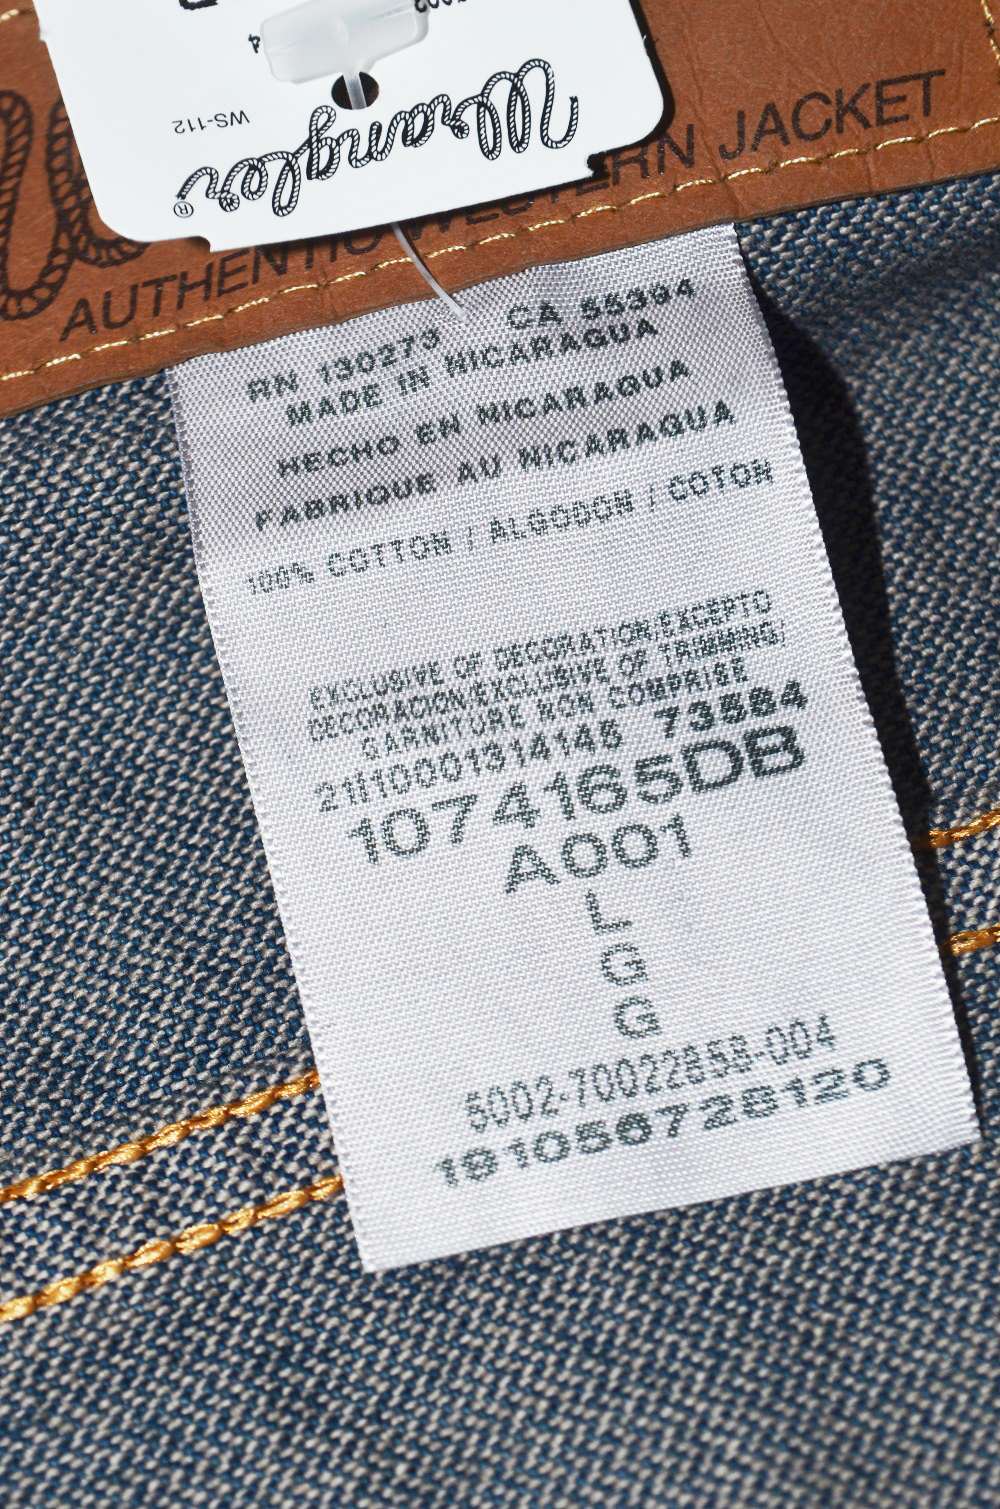 WS-112
Wrangler®
AUTHENTIC WESTERN JACKET
RN 130273 CA 55394
MADE IN NICARAGUA
HECHO EN NICARAGUA
FABRIQUE AU NICARAGUA
100% COTTON / ALGODON / COTON
EXCLUSIVE OF DECORATION/EXCEPTO
DECORACION/EXCLUSIVE OF TRIMMING/
GARNITURE NON COMPRISE
211110001314145 73584
1074165DB
A001
L
G
G
5002-70022858-004
191056728120